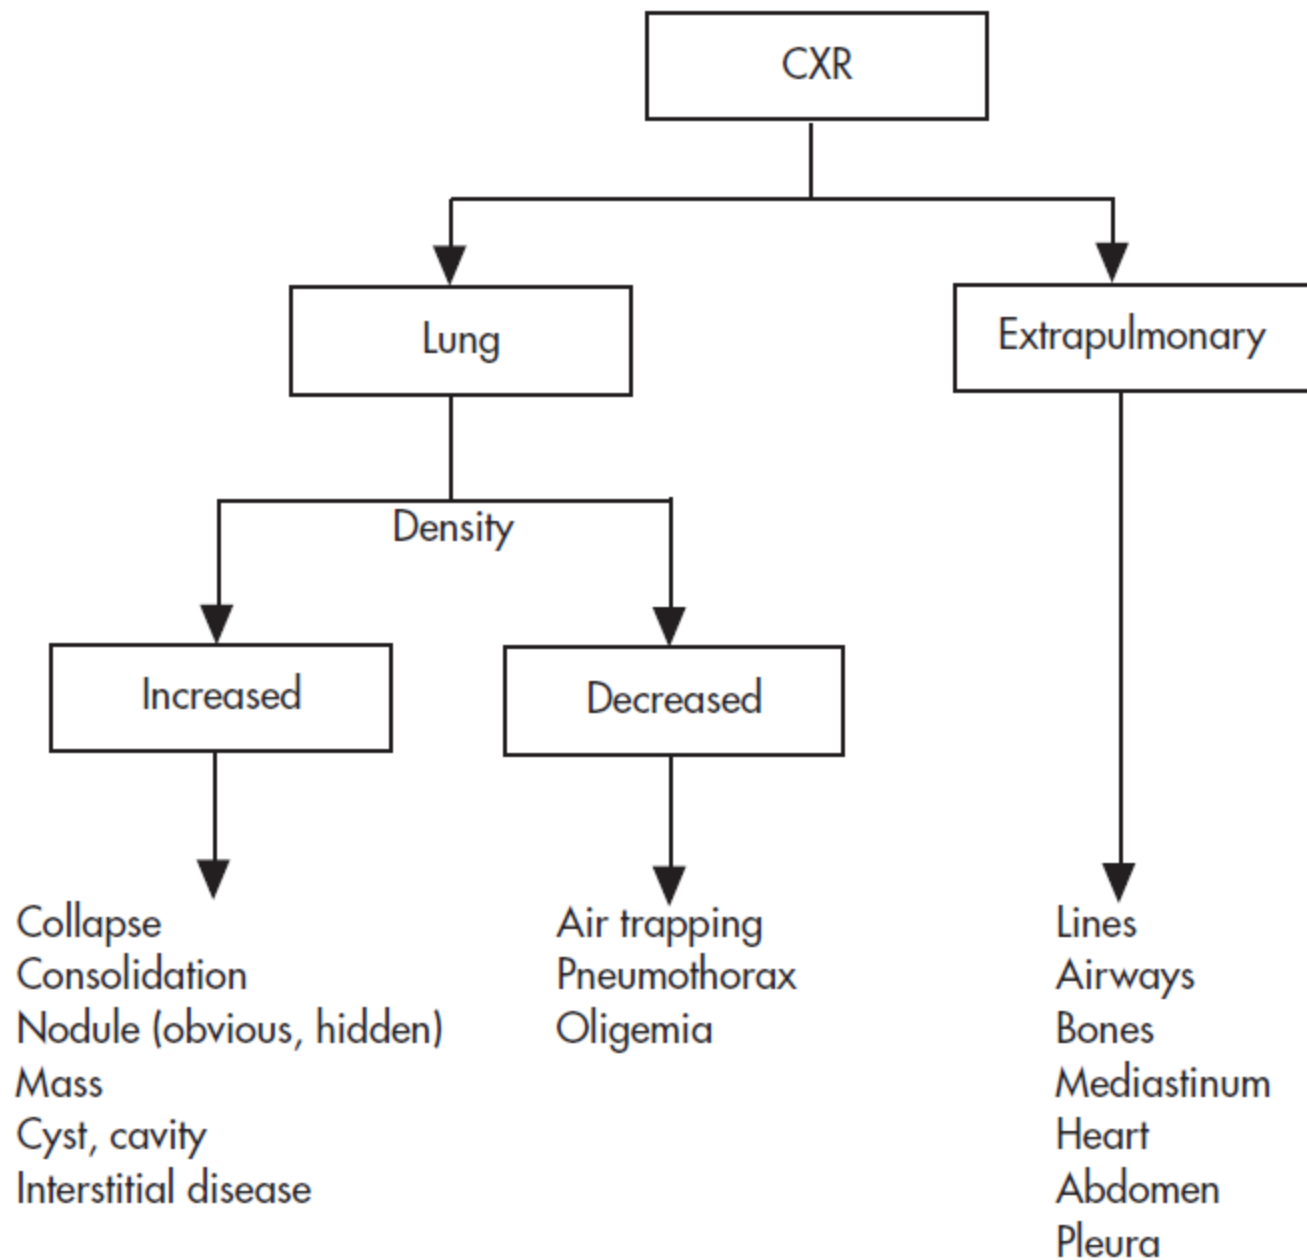 CXR
Lung
Extrapulmonary
Density
Increased
Decreased
Collapse
Consolidation
Nodule (obvious, hidden)
Mass
Cyst, cavity
Interstitial disease
Air trapping
Pneumothorax
Oligemia
Lines
Airways
Bones
Mediastinum
Heart
Abdomen
Pleura